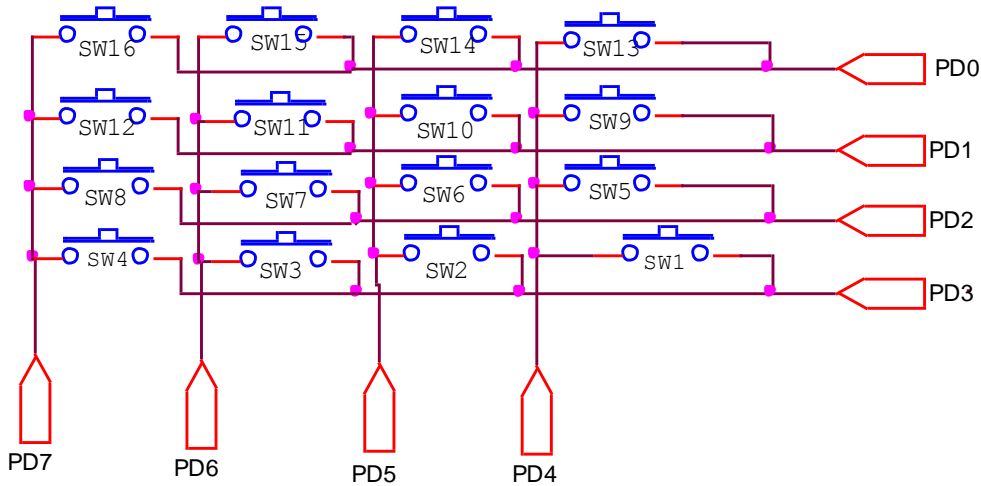 SW16 SW15 SW14 SW13
PD0
SW12 SW11 SW10 SW9
PD1
SW8 SW7 SW6 SW5
PD2
SW4 SW3 SW2 SW1
PD3
PD7 PD6 PD5 PD4